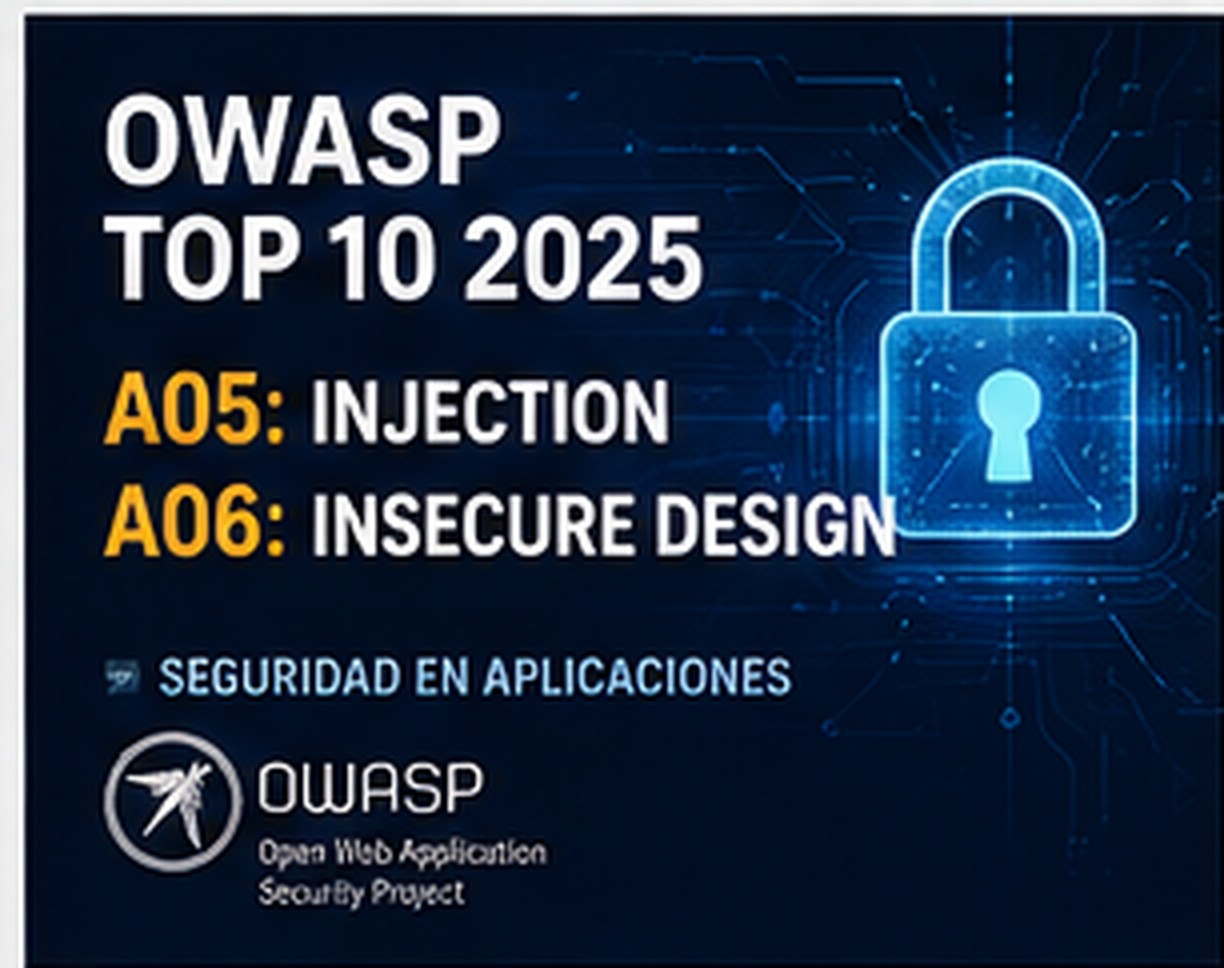 OWASP
TOP 10 2025
A05: INJECTION
A06: INSECURE DESIGN
SEGURIDAD EN APLICACIONES
OWASP
Open Web Application
Security Project